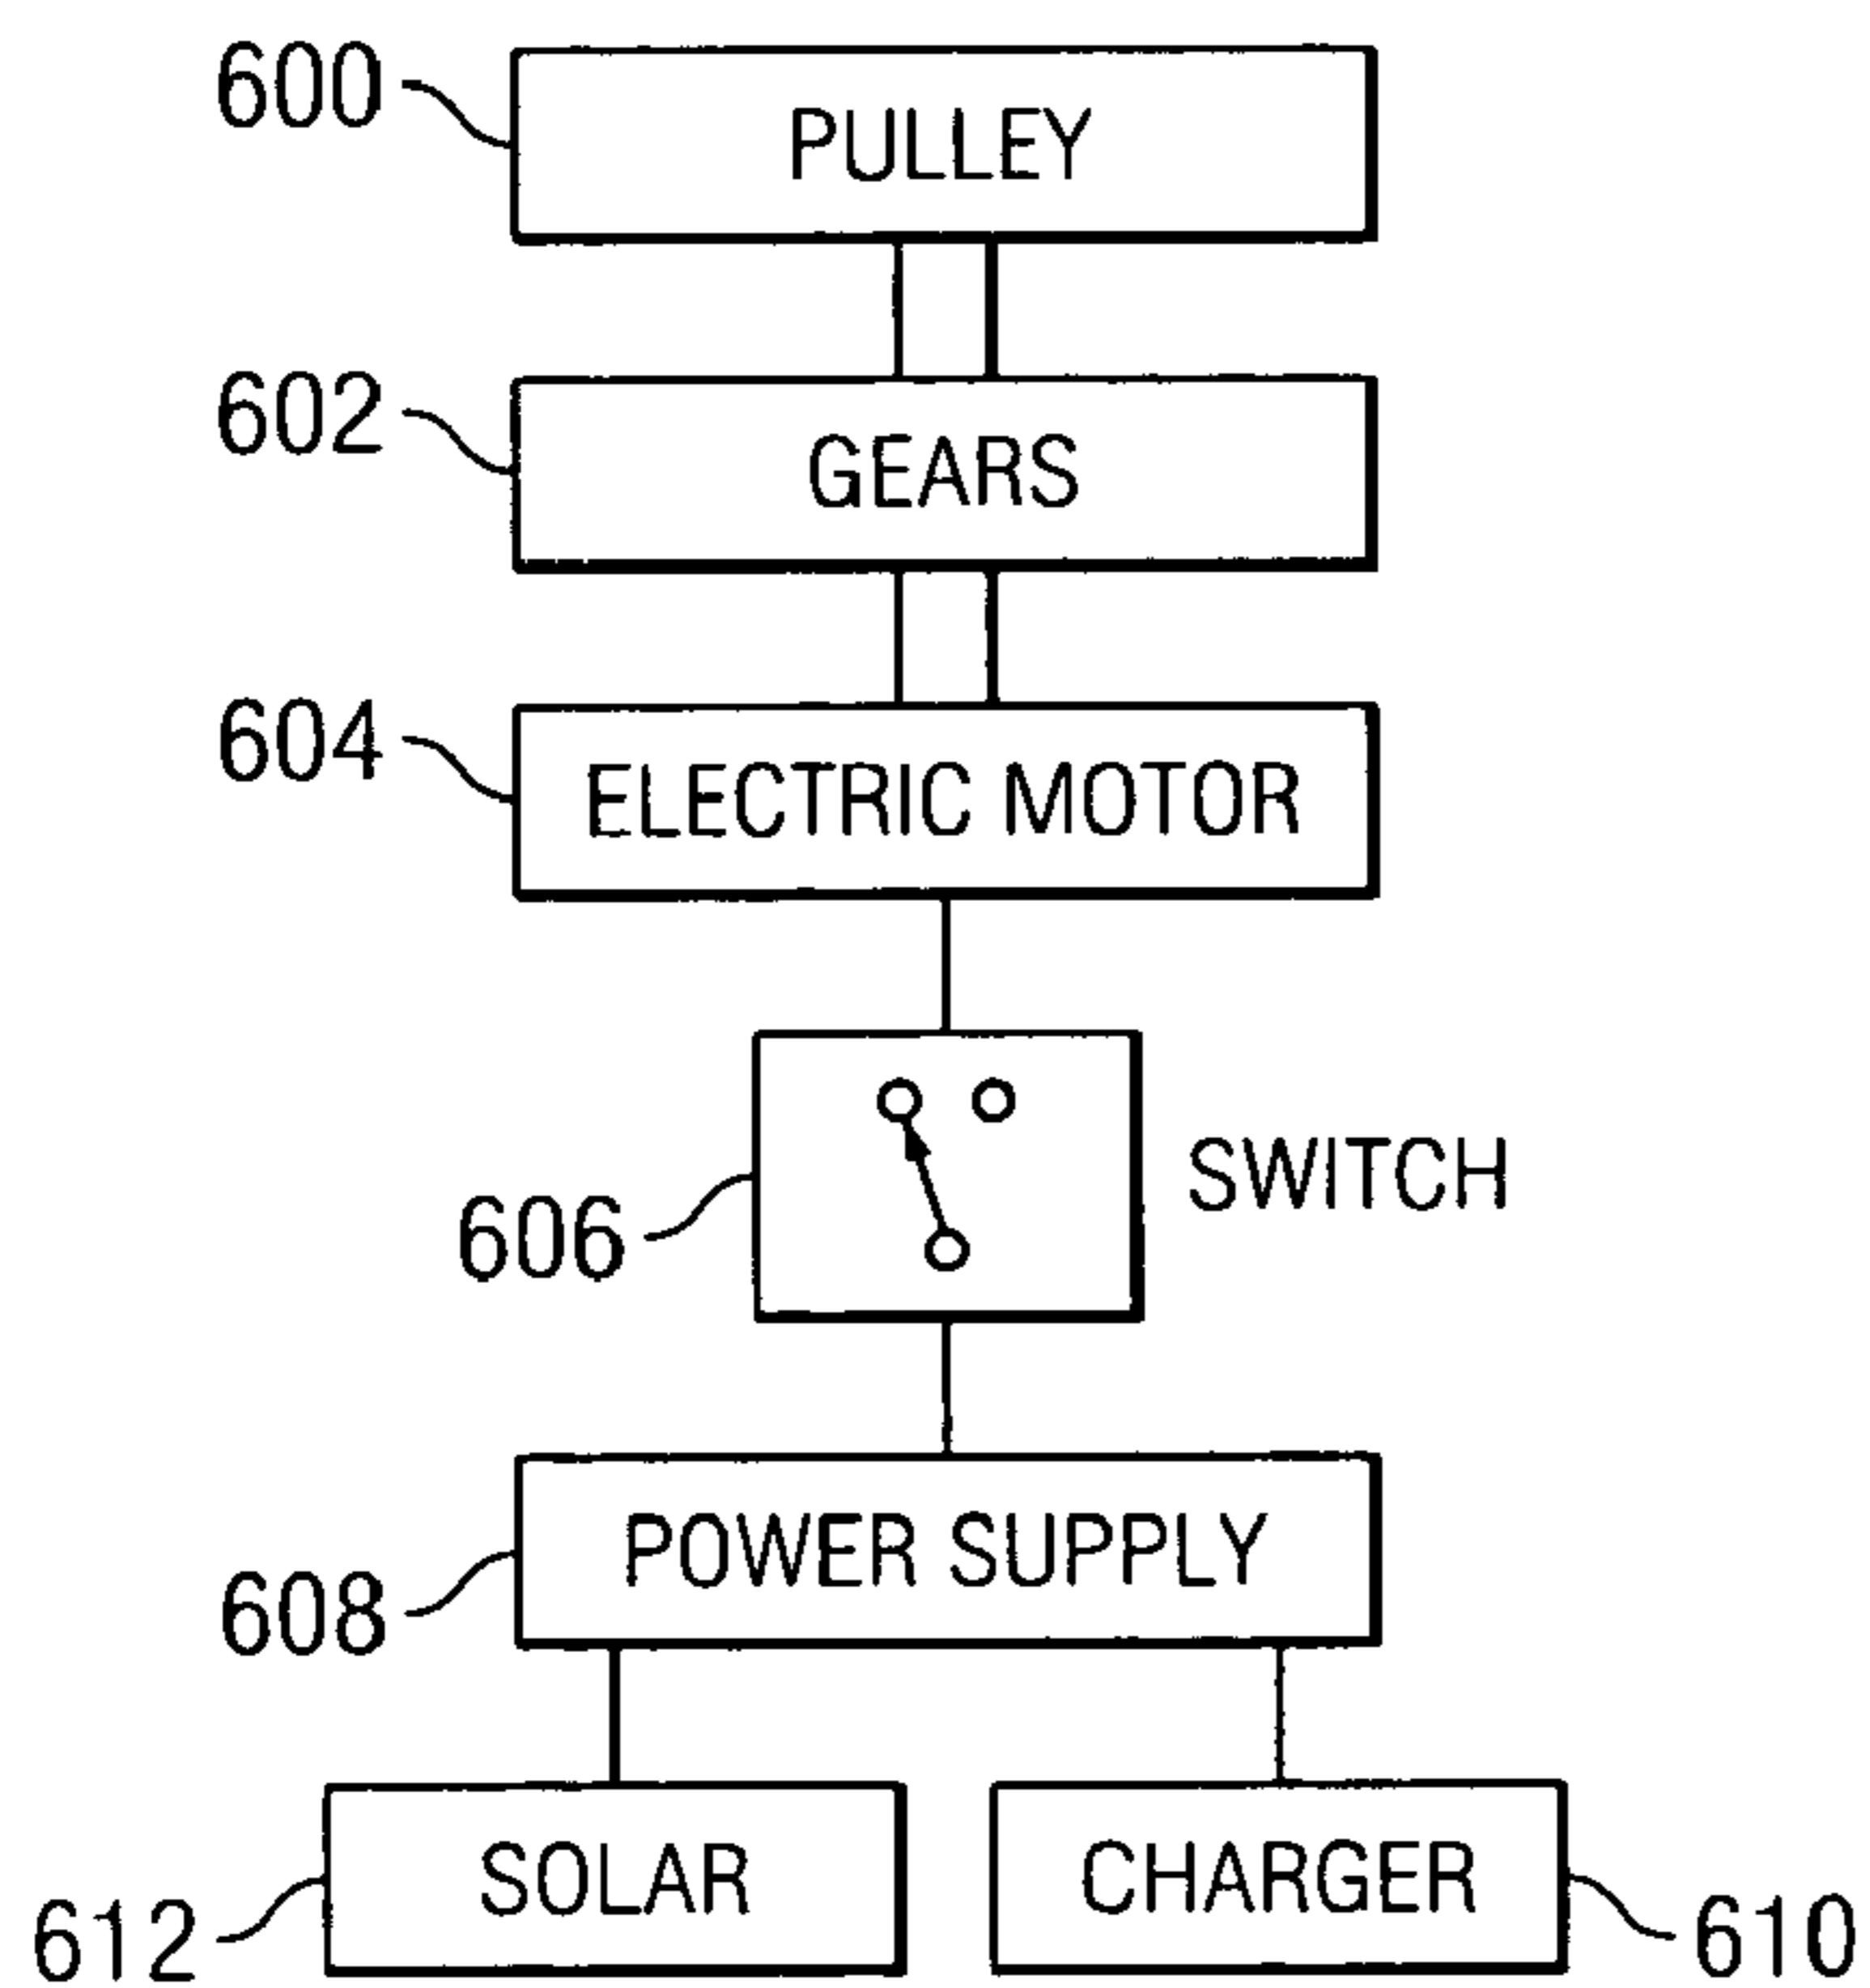 600
PULLEY
602
GEARS
604
ELECTRIC MOTOR
606
SWITCH
608
POWER SUPPLY
612
SOLAR
CHARGER
610